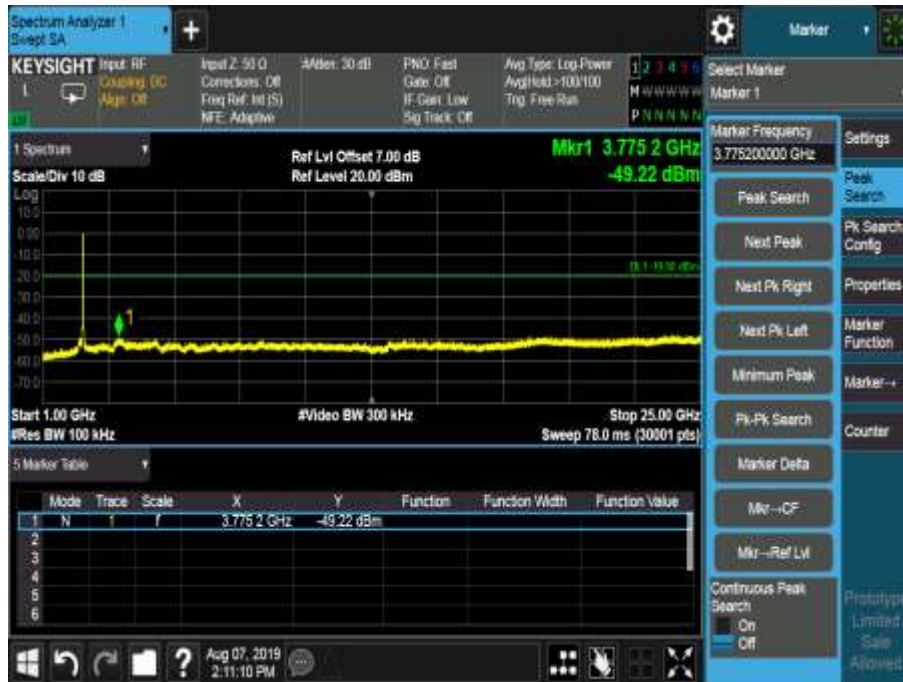 Spectrum Analyzer 1
Swept SA
Marker
KEYSIGHT
L
Input: RF
Coupling: DC
Align: Off
Input Z: 50 Ω
Corrections: Off
Freq Ref: Int (S)
NFE: Adaptive
#Atten: 30 dB
PNO: Fast
Gate: Off
IF Gain: Low
Sig Track: Off
Avg Type: Log-Power
Avg|Hold:>100/100
Trig: Free Run
1 2 3 4 5 6
M W W W W W
P N N N N N
Select Marker
Marker 1
1 Spectrum
Scale/Div 10 dB
Ref Lvl Offset 7.00 dB
Ref Level 20.00 dBm
Mkr1 3.775 2 GHz
-49.22 dBm
Log
10.0
0.00
-10.0
-20.0
-30.0
-40.0
-50.0
-60.0
-70.0
1
Start 1.00 GHz
#Res BW 100 kHz
#Video BW 300 kHz
Stop 25.00 GHz
Sweep 78.0 ms (30001 pts)
5 Marker Table
Mode Trace Scale X Y Function Function Width Function Value
1 N 1 f 3.775 2 GHz -49.22 dBm
2
3
4
5
6
Marker Frequency
3.775200000 GHz
Peak Search
Next Peak
Next Pk Right
Next Pk Left
Minimum Peak
Pk-Pk Search
Marker Delta
Mkr→CF
Mkr→Ref Lvl
Continuous Peak
Search
On
Off
Settings
Peak
Search
Pk Search
Config
Properties
Marker
Function
Marker→
Counter
Prototype
Limited
Sale
Allowed
Aug 07, 2019
2:11:10 PM